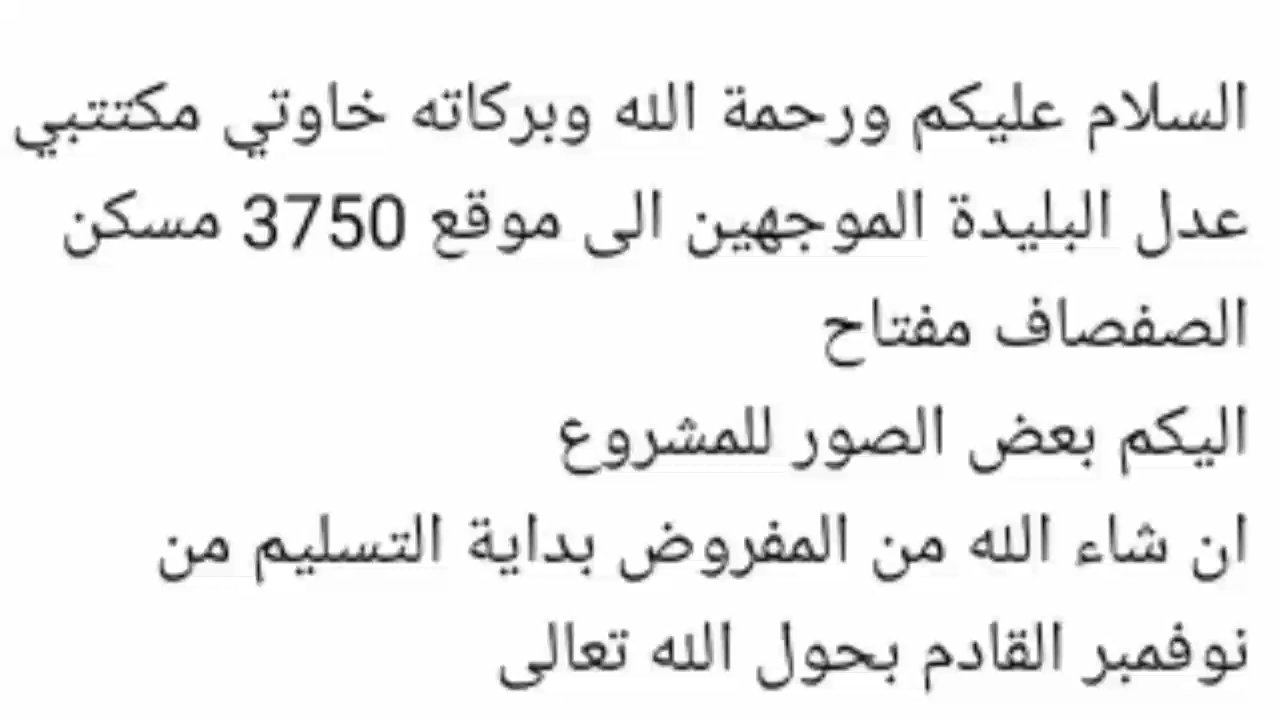 السلام عليكم ورحمة الله وبركاته خاوتي مكتتبي
عدل البليدة الموجهين الى موقع 3750 مسكن
الصفصاف مفتاح
اليكم بعض الصور للمشروع
ان شاء الله من المفروض بداية التسليم من
نوفمبر القادم بحول الله تعالى